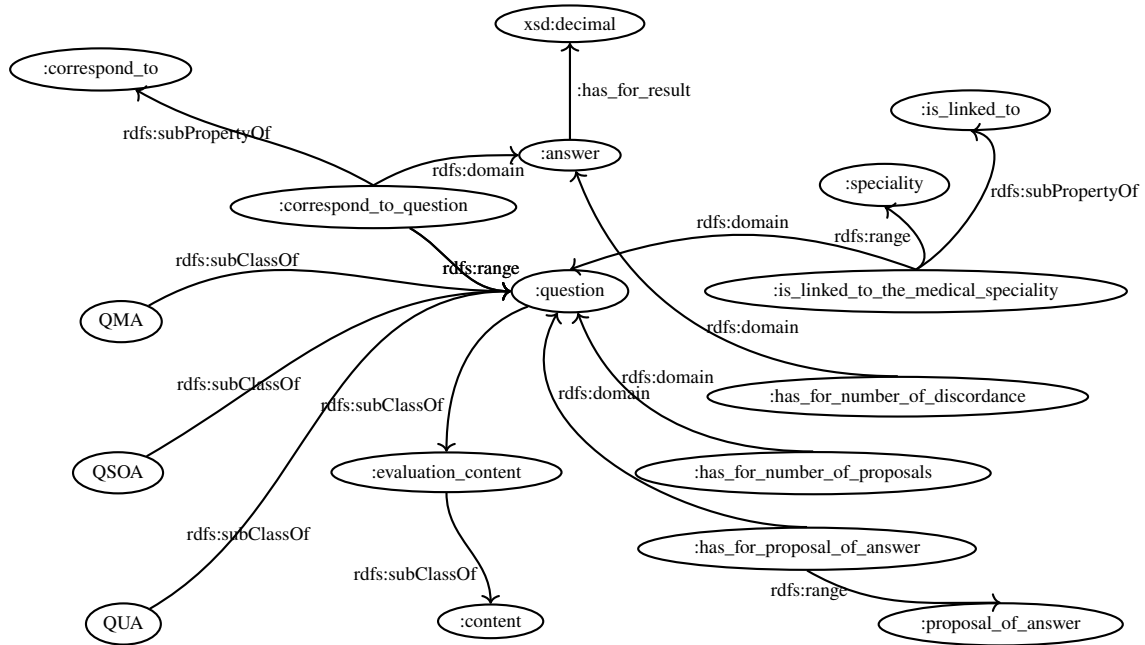 xsd:decimal
:correspond_to
:has_for_result
:is_linked_to
rdfs:subPropertyOf
:answer
rdfs:domain
:speciality
rdfs:subPropertyOf
:correspond_to_question
rdfs:domain
rdfs:range
rdfs:subClassOf
rdfs:range
:question
:is_linked_to_the_medical_speciality
QMA
rdfs:domain
rdfs:subClassOf
rdfs:domain
rdfs:domain
:has_for_number_of_discordance
rdfs:subClassOf
QSOA
:evaluation_content
:has_for_number_of_proposals
rdfs:subClassOf
:has_for_proposal_of_answer
rdfs:subClassOf
rdfs:range
QUA
:content
:proposal_of_answer